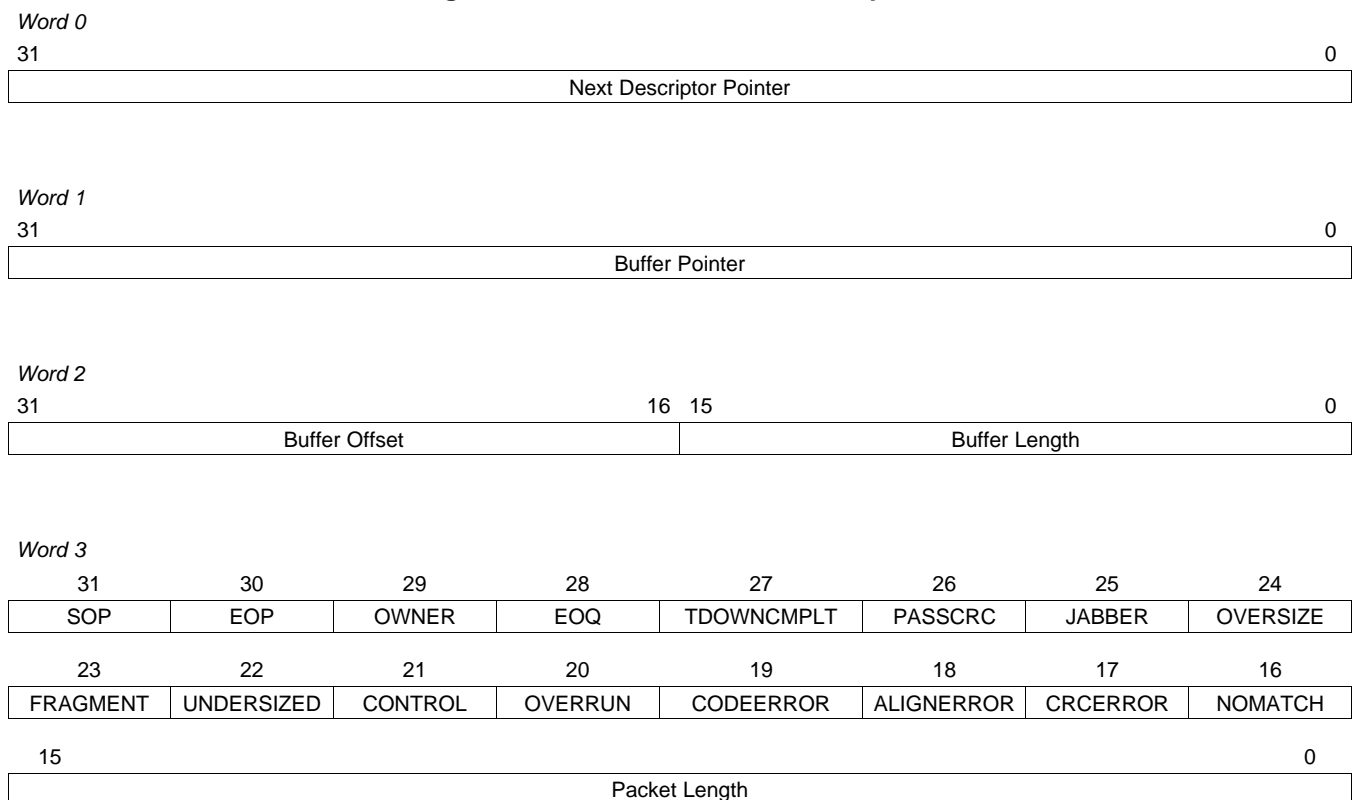 Word 0
31 0
Next Descriptor Pointer
Word 1
31 0
Buffer Pointer
Word 2
31 16 15 0
Buffer Offset Buffer Length
Word 3
31 30 29 28 27 26 25 24
SOP EOP OWNER EOQ TDOWNCMPLT PASSCRC JABBER OVERSIZE
23 22 21 20 19 18 17 16
FRAGMENT UNDERSIZED CONTROL OVERRUN CODEERROR ALIGNERROR CRCERROR NOMATCH
15 0
Packet Length